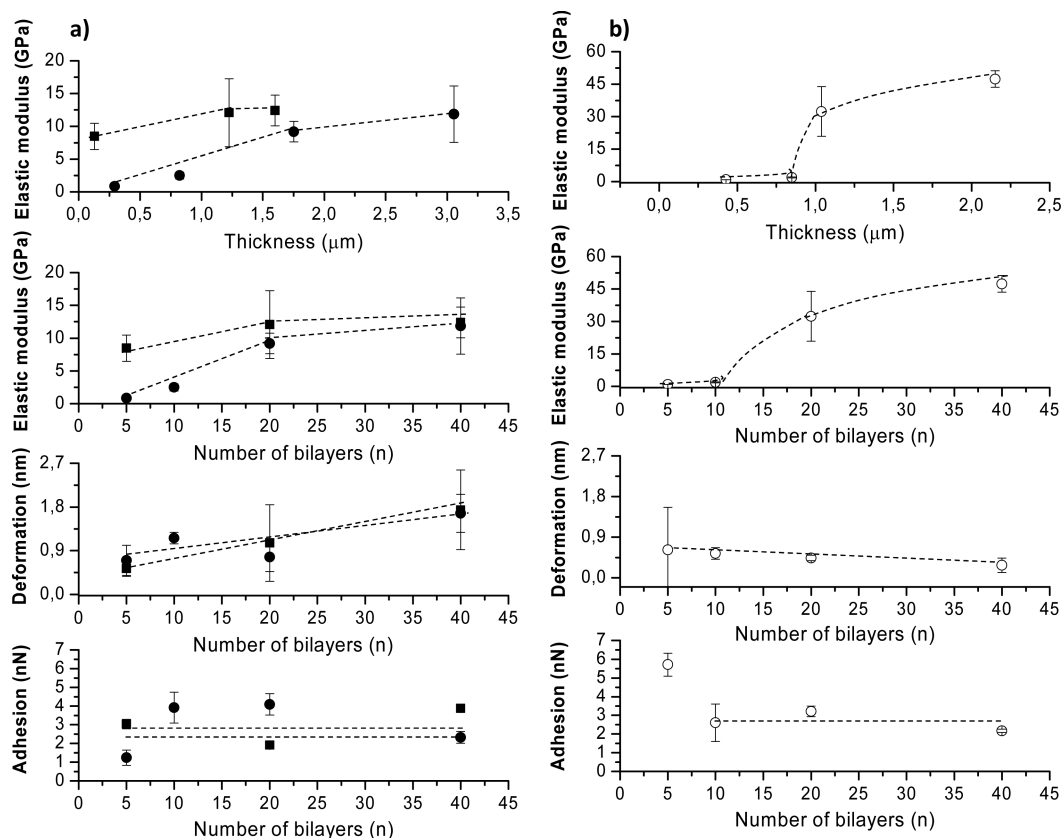 a)
Elastic modulus (GPa)
20
15
10
5
0
0,0 0,5 1,0 1,5 2,0 2,5 3,0 3,5
Thickness (μm)
Elastic modulus (GPa)
20
15
10
5
0
0 5 10 15 20 25 30 35 40 45
Number of bilayers (n)
Deformation (nm)
2,7
1,8
0,9
0,0
0 5 10 15 20 25 30 35 40 45
Number of bilayers (n)
Adhesion (nN)
7
6
5
4
3
2
1
0
0 5 10 15 20 25 30 35 40 45
Number of bilayers (n)
b)
Elastic modulus (GPa)
60
45
30
15
0
0,0 0,5 1,0 1,5 2,0 2,5
Thickness (μm)
Elastic modulus (GPa)
60
45
30
15
0
0 5 10 15 20 25 30 35 40 45
Number of bilayers (n)
Deformation (nm)
2,7
1,8
0,9
0,0
0 5 10 15 20 25 30 35 40 45
Number of bilayers (n)
Adhesion (nN)
7
6
5
4
3
2
1
0
0 5 10 15 20 25 30 35 40 45
Number of bilayers (n)